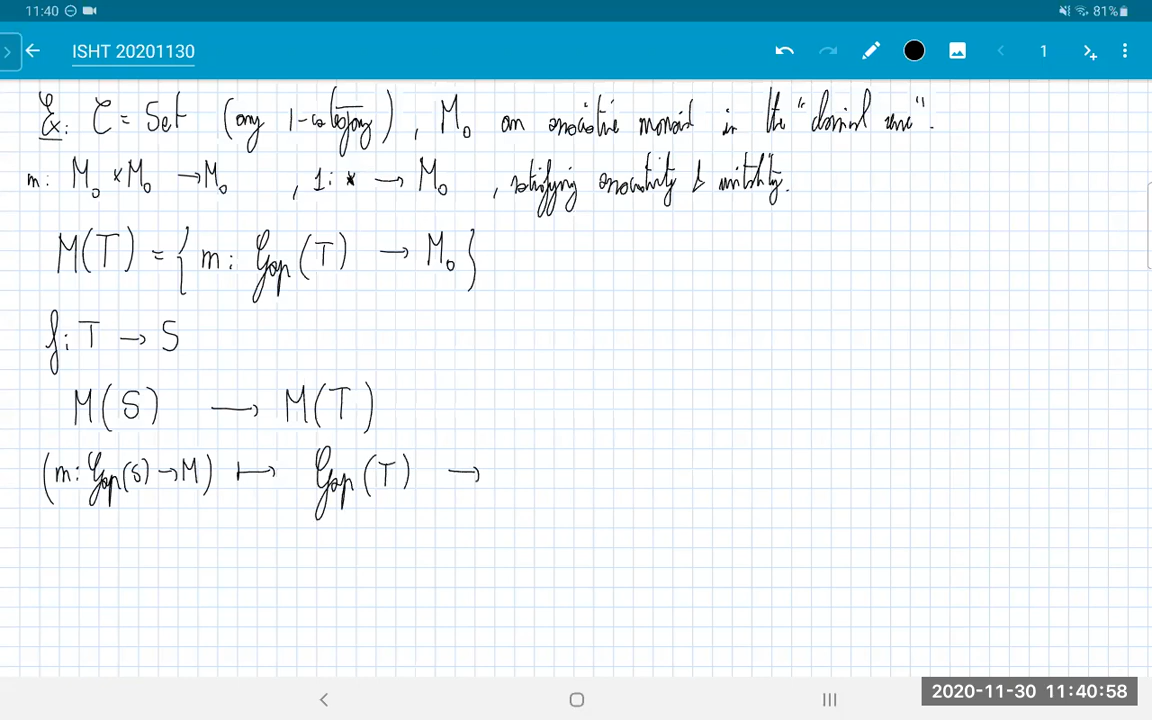 11:40
81%
ISHT 20201130
1
Ex: C = Set (any 1-category), M₀ an associative monoid in the "classical sense".
m: M₀ × M₀ → M₀ , 1: * → M₀ , satisfying associativity & unitality.
M(T) = { m: Gap(T) → M₀ }
f: T → S
M(S) → M(T)
(m: Gap(S) → M) ↦ Gap(T) →
2020-11-30 11:40:58